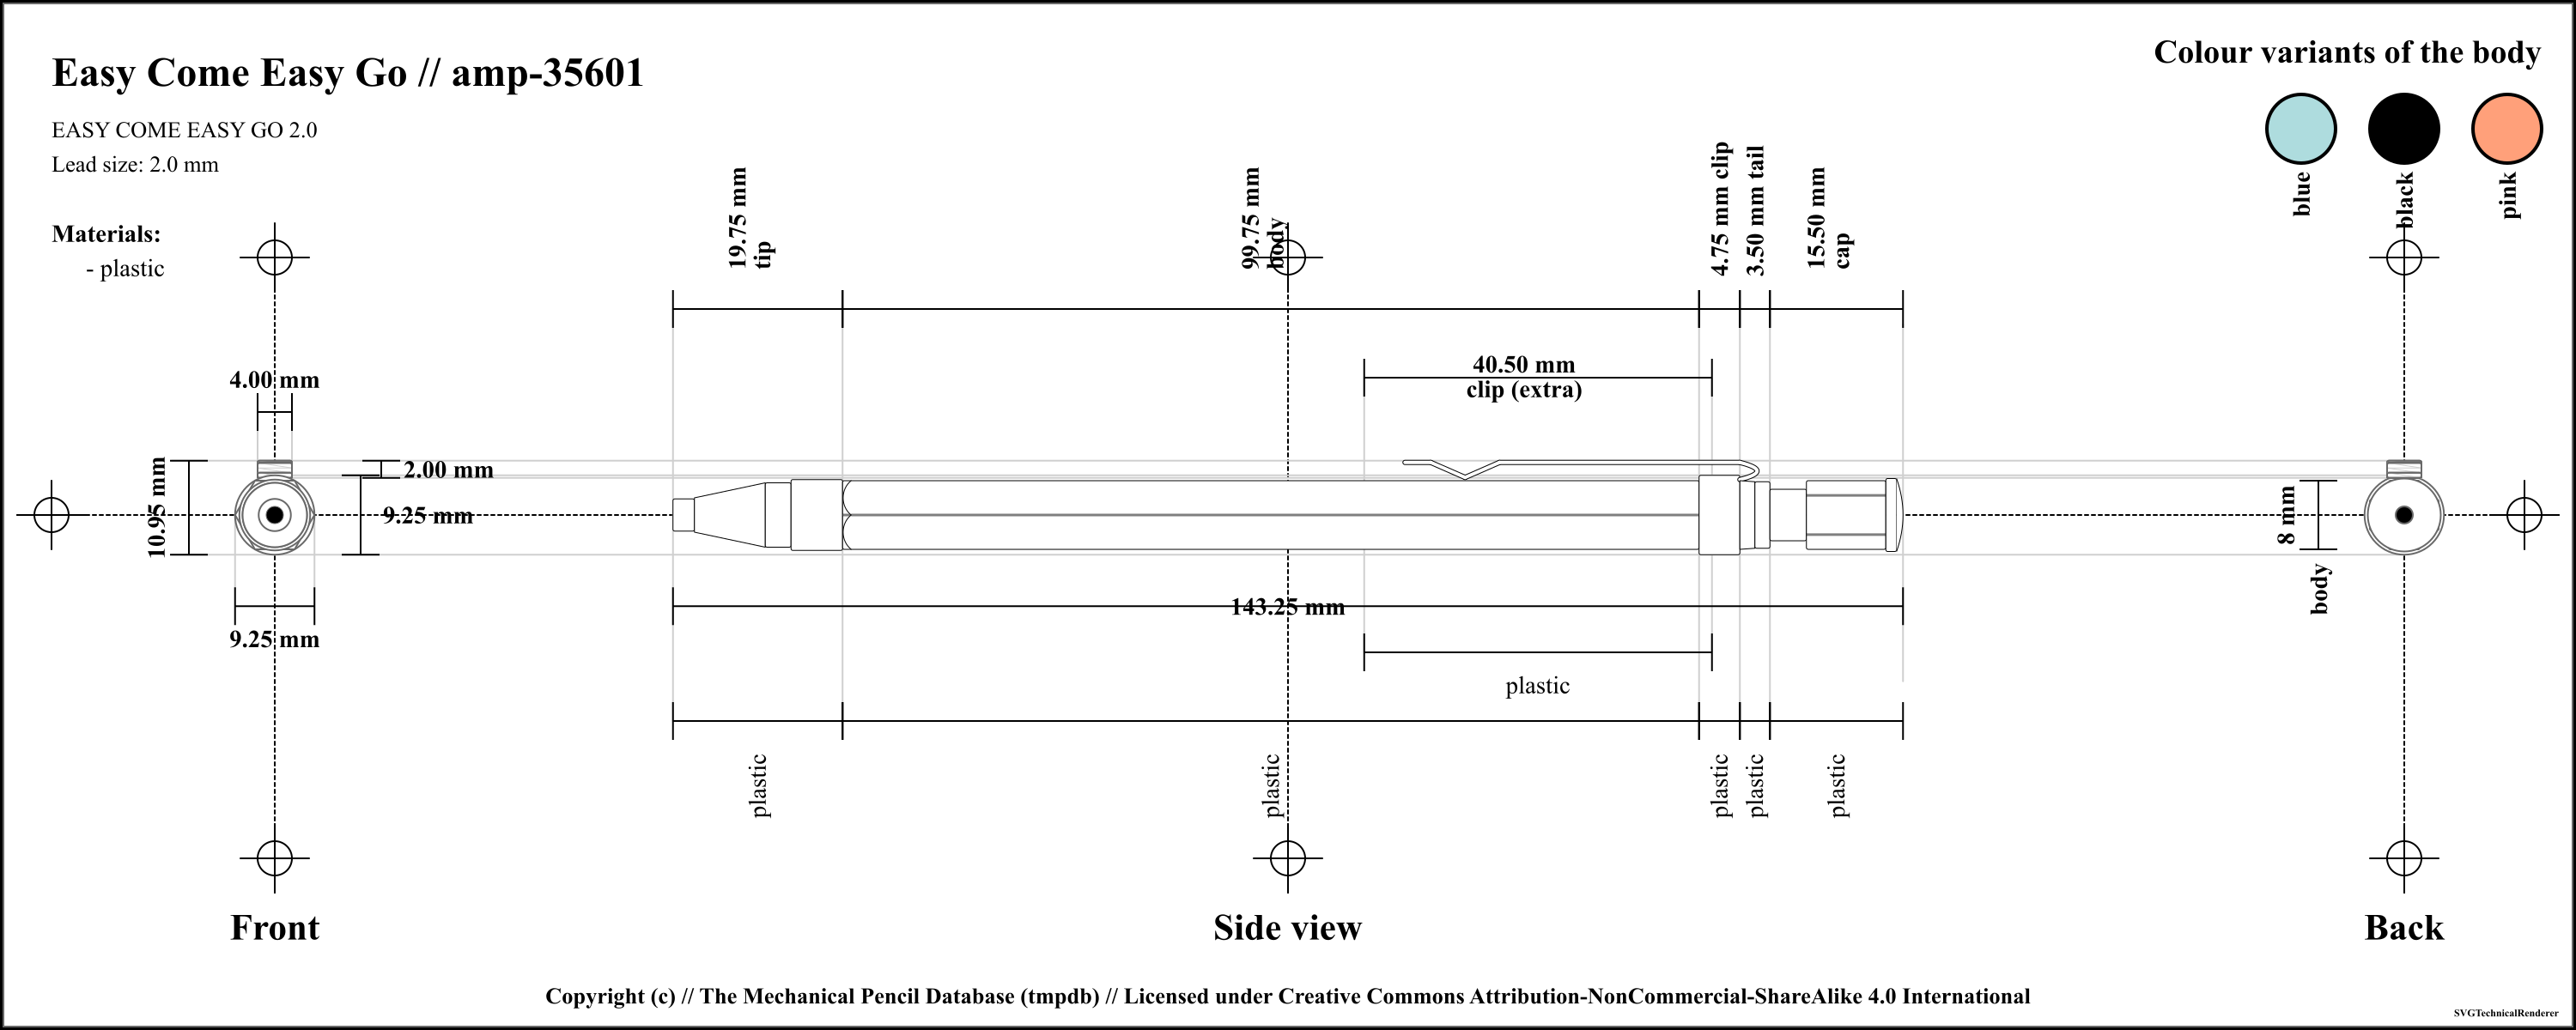 Easy Come Easy Go // amp-35601
EASY COME EASY GO 2.0
Lead size: 2.0 mm
Materials:
- plastic
Colour variants of the body
blue
black
pink
19.75 mm
tip
99.75 mm
body
4.75 mm clip
3.50 mm tail
15.50 mm
cap
40.50 mm
clip (extra)
4.00 mm
2.00 mm
10.95 mm
9.25 mm
9.25 mm
8 mm
body
143.25 mm
plastic
plastic
plastic
plastic
plastic
plastic
Front
Side view
Back
Copyright (c) // The Mechanical Pencil Database (tmpdb) // Licensed under Creative Commons Attribution-NonCommercial-ShareAlike 4.0 International
SVGTechnicalRenderer